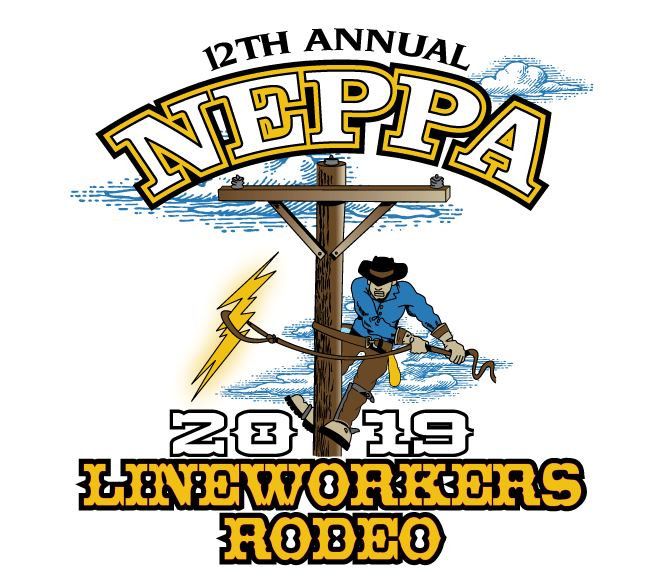 12TH ANNUAL
NEPPA
2019
LINEWORKERS
RODEO